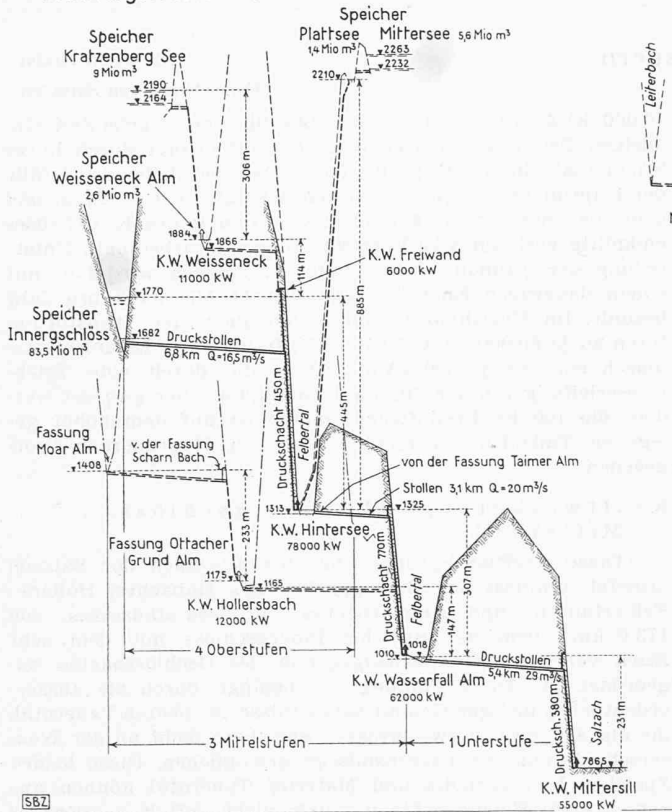 Speicher
Kratzenberg See
9 Mio m³
2190
2164
Speicher
Plattsee Mittersee 5,6 Mio m³
1,4 Mio m³
2263
2232
2210
Leiterbach
306 m
Speicher
Weisseneck Alm
2,6 Mio m³
1884
1866
K.W. Weisseneck
11000 kW
114 m
K.W. Freiwand
6000 kW
885 m
1770
Speicher
Innergschlöss
83,5 Mio m³
1682
Druckstollen
6,8 km Q=16,5 m³/s
Druckschacht 450 m
Felbertal
445 m
Fassung
Moar Alm
v. der Fassung
Scharn Bach
1408
von der Fassung Taimer Alm
Stollen 3,1 km Q=20 m³/s
1313
1325
K.W. Hintersee
78000 kW
233 m
Fassung Ottacher
Grund Alm
1175
1165
K.W. Hollersbach
12000 kW
Druckschacht 770 m
Felbertal
147 m
307 m
1010
1018
Druckstollen
5,4 km 29 m³/s
4 Oberstufen
K.W. Wasserfall Alm
62000 kW
Drucksch. 380 m
Salzach
231 m
3 Mittelstufen
1 Unterstufe
7865
K.W. Mittersill
55000 kW
SBZ